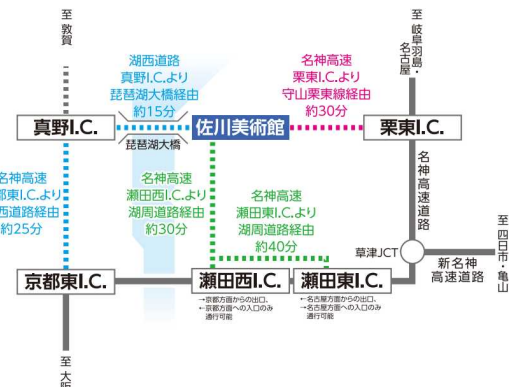 至 敦賀
湖西道路
真野I.C.より
琵琶湖大橋経由
約15分
名神高速
栗東I.C.より
守山栗東線経由
約30分
至 岐阜羽島・
名古屋
真野I.C.
琵琶湖大橋
佐川美術館
栗東I.C.
名神高速
都東I.C.より
西道路経由
約25分
名神高速
瀬田西I.C.より
湖周道路経由
約30分
名神高速
瀬田東I.C.より
湖周道路経由
約40分
名神高速道路
草津JCT
新名神
高速道路
至 四日市・亀山
京都東I.C.
瀬田西I.C.
→京都方面からの出口、
←京都方面への入口のみ
通行可能
瀬田東I.C.
←名古屋方面からの出口、
→名古屋方面への入口のみ
通行可能
至 大阪